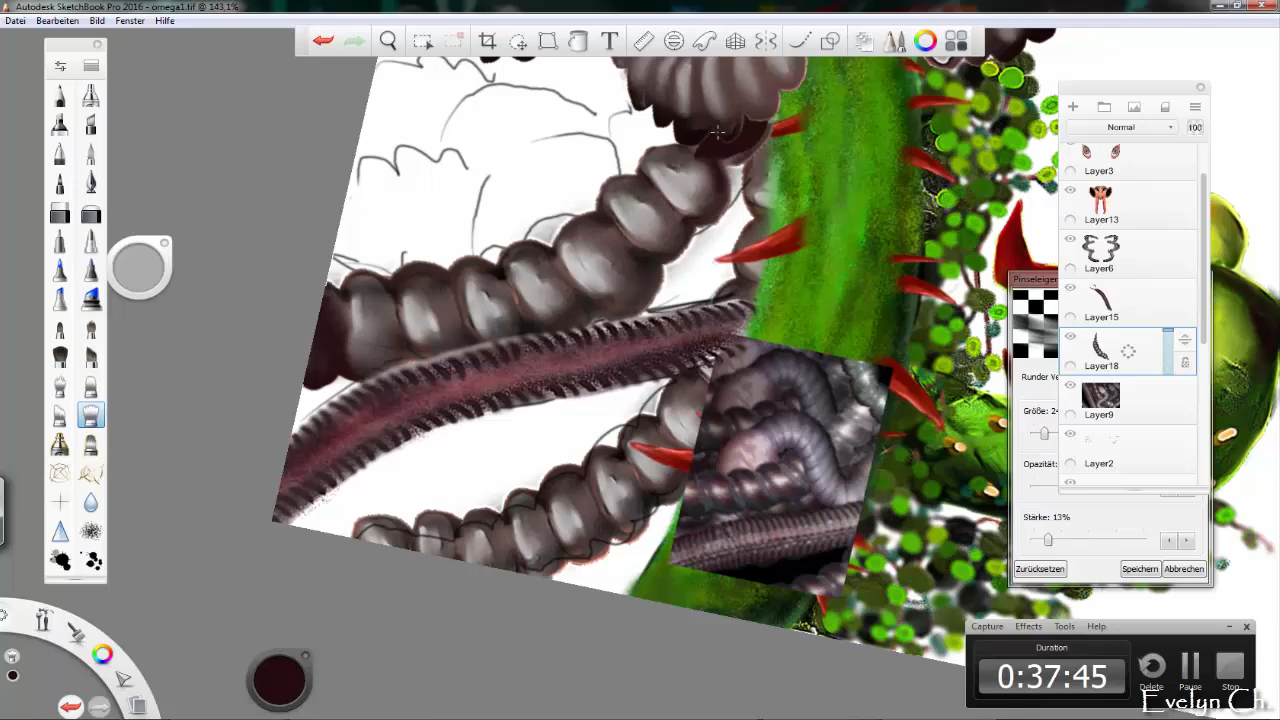 Autodesk SketchBook Pro 2016 - omega1.tif @ 143,1%
Datei Bearbeiten Bild Fenster Hilfe
T
Normal 100
Layer3
Layer13
Layer6
Layer15
Layer18
Layer9
Layer2
Pinseleigen
Runder Ve
Größe: 24
Opazität:
Stärke: 13%
Zurücksetzen Speichern Abbrechen
Capture Effects Tools Help
Duration
0:37:45
Delete Pause Stop
Evelyn Ch.